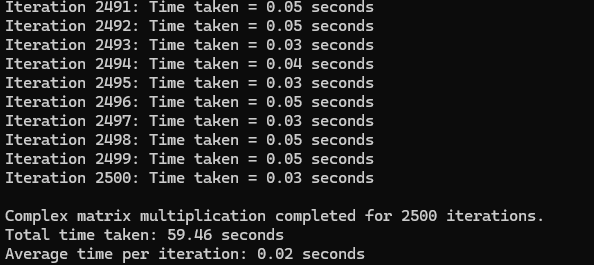 Iteration 2491: Time taken = 0.05 seconds
Iteration 2492: Time taken = 0.05 seconds
Iteration 2493: Time taken = 0.03 seconds
Iteration 2494: Time taken = 0.04 seconds
Iteration 2495: Time taken = 0.03 seconds
Iteration 2496: Time taken = 0.05 seconds
Iteration 2497: Time taken = 0.03 seconds
Iteration 2498: Time taken = 0.05 seconds
Iteration 2499: Time taken = 0.05 seconds
Iteration 2500: Time taken = 0.03 seconds
Complex matrix multiplication completed for 2500 iterations.
Total time taken: 59.46 seconds
Average time per iteration: 0.02 seconds